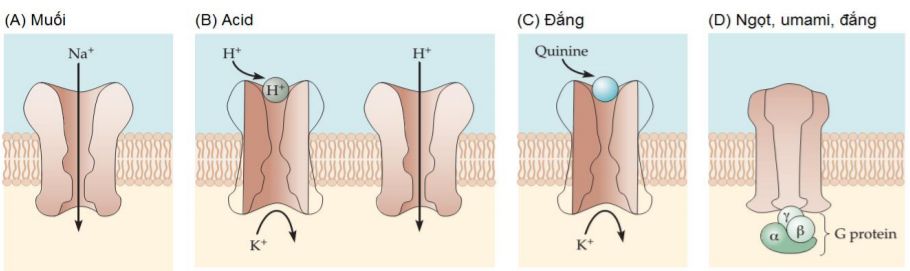 (A) Muối
(B) Acid
(C) Đắng
(D) Ngọt, umami, đắng
Na⁺
H⁺
H⁺
K⁺
H⁺
Quinine
K⁺
γ
α
β
G protein